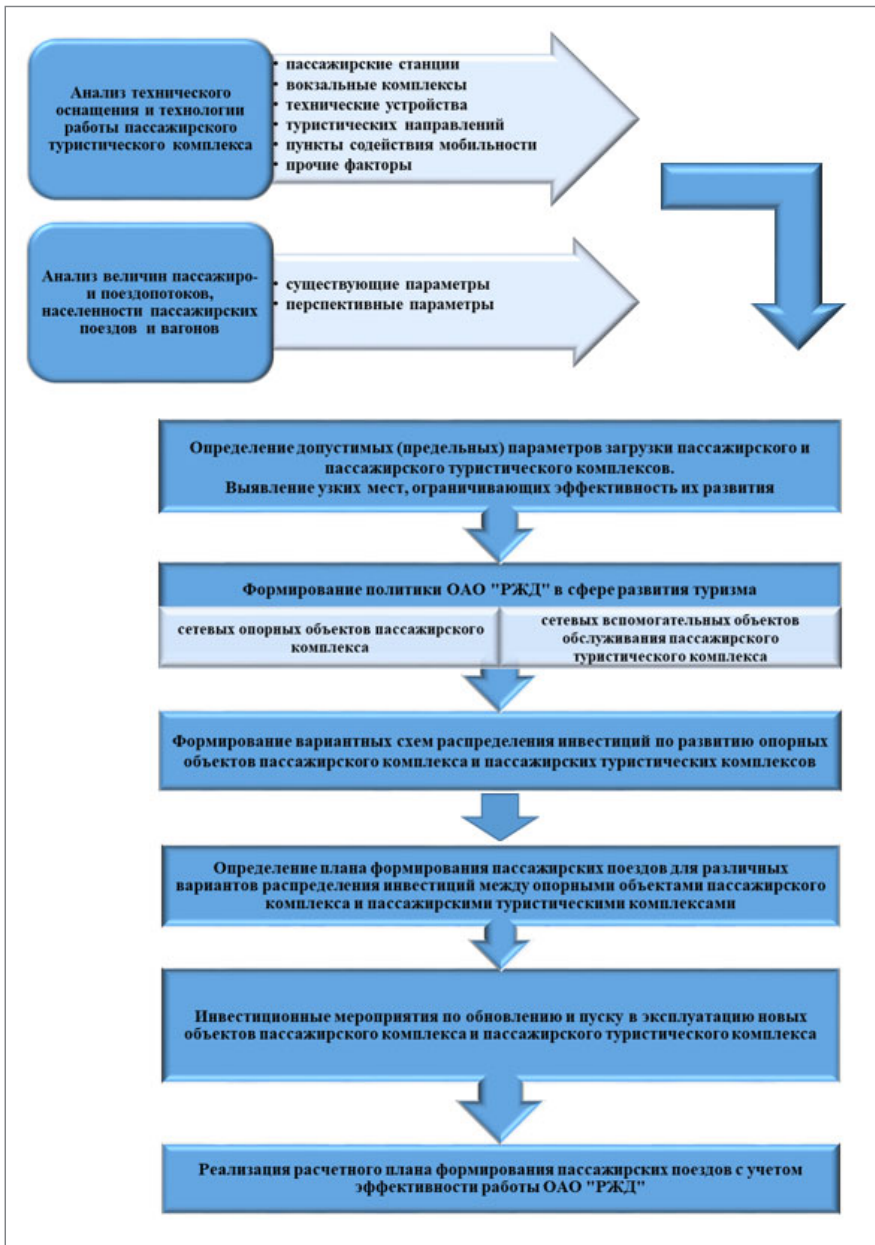 Анализ технического
оснащения и технологии
работы пассажирского
туристического комплекса
• пассажирские станции
• вокзальные комплексы
• технические устройства
• туристических направлений
• пункты содействия мобильности
• прочие факторы
Анализ величин пассажиро-
и поездопотоков,
населенности пассажирских
поездов и вагонов
• существующие параметры
• перспективные параметры
Определение допустимых (предельных) параметров загрузки пассажирского и
пассажирского туристического комплексов.
Выявление узких мест, ограничивающих эффективность их развития
Формирование политики ОАО "РЖД" в сфере развития туризма
сетевых опорных объектов пассажирского
комплекса
сетевых вспомогательных объектов
обслуживания пассажирского
туристического комплекса
Формирование вариантных схем распределения инвестиций по развитию опорных
объектов пассажирского комплекса и пассажирских туристических комплексов
Определение плана формирования пассажирских поездов для различных
вариантов распределения инвестиций между опорными объектами пассажирского
комплекса и пассажирскими туристическими комплексами
Инвестиционные мероприятия по обновлению и пуску в эксплуатацию новых
объектов пассажирского комплекса и пассажирского туристического комплекса
Реализация расчетного плана формирования пассажирских поездов с учетом
эффективности работы ОАО "РЖД"